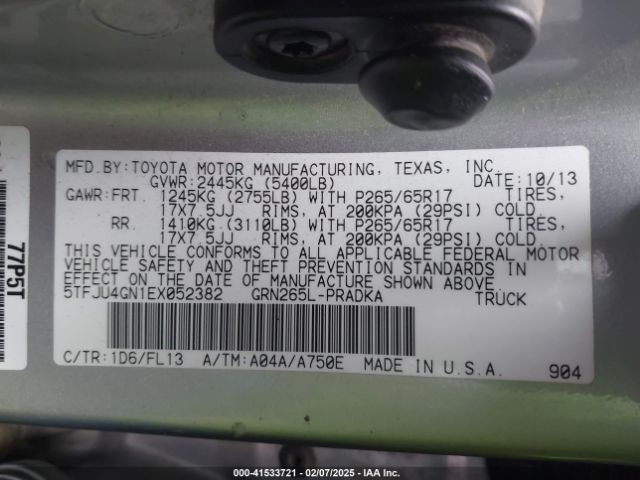 MFD.BY:TOYOTA MOTOR MANUFACTURING, TEXAS, INC.
GVWR:2445KG (5400LB) DATE:10/13
GAWR:FRT. 1245KG (2755LB) WITH P265/65R17 TIRES,
17X7.5JJ RIMS, AT 200KPA (29PSI) COLD.
RR. 1410KG (3110LB) WITH P265/65R17 TIRES,
17X7.5JJ RIMS, AT 200KPA (29PSI) COLD.
THIS VEHICLE CONFORMS TO ALL APPLICABLE FEDERAL MOTOR
VEHICLE SAFETY AND THEFT PREVENTION STANDARDS IN
EFFECT ON THE DATE OF MANUFACTURE SHOWN ABOVE.
5TFJU4GN1EX052382 GRN265L-PRADKA TRUCK
C/TR:1D6/FL13 A/TM:A04A/A750E MADE IN U.S.A. 904
77P5T
000-41533721 - 02/07/2025 - IAA Inc.